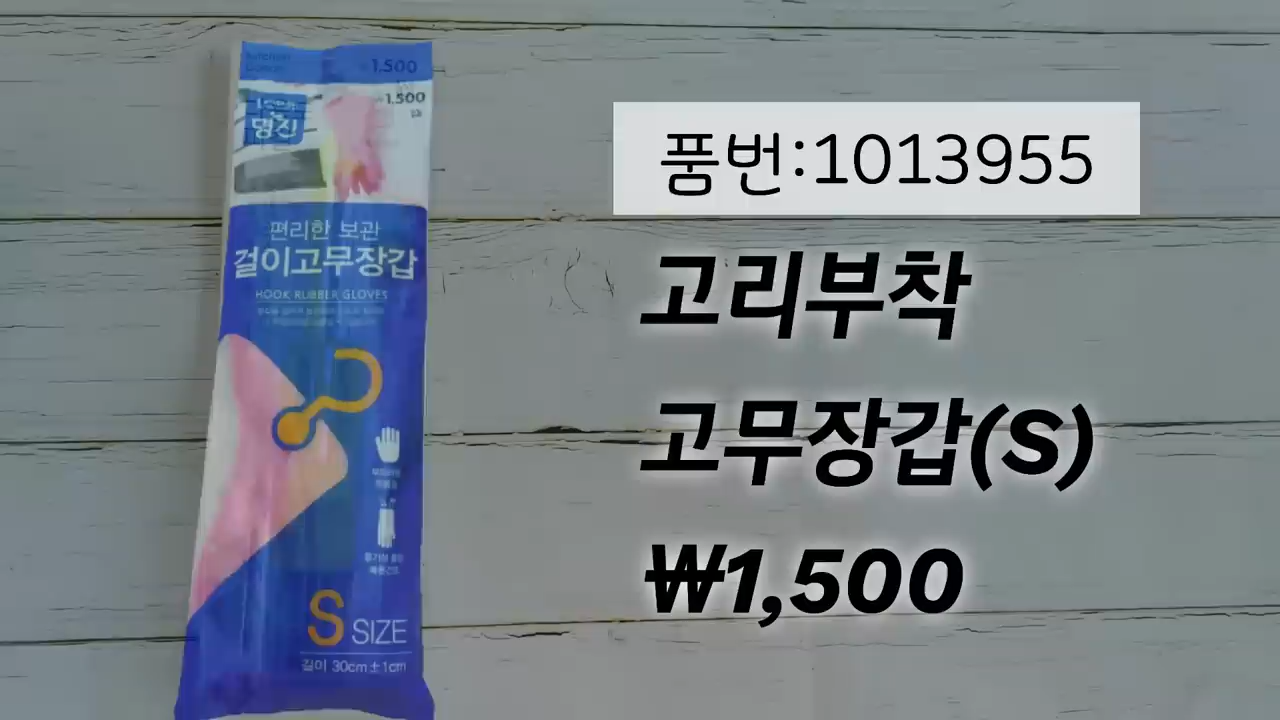 1,500
1,500
명진
편리한 보관
걸이고무장갑
HOOK RUBBER GLOVES
S SIZE
길이 30cm±1cm
품번:1013955
고리부착
고무장갑(S)
₩1,500